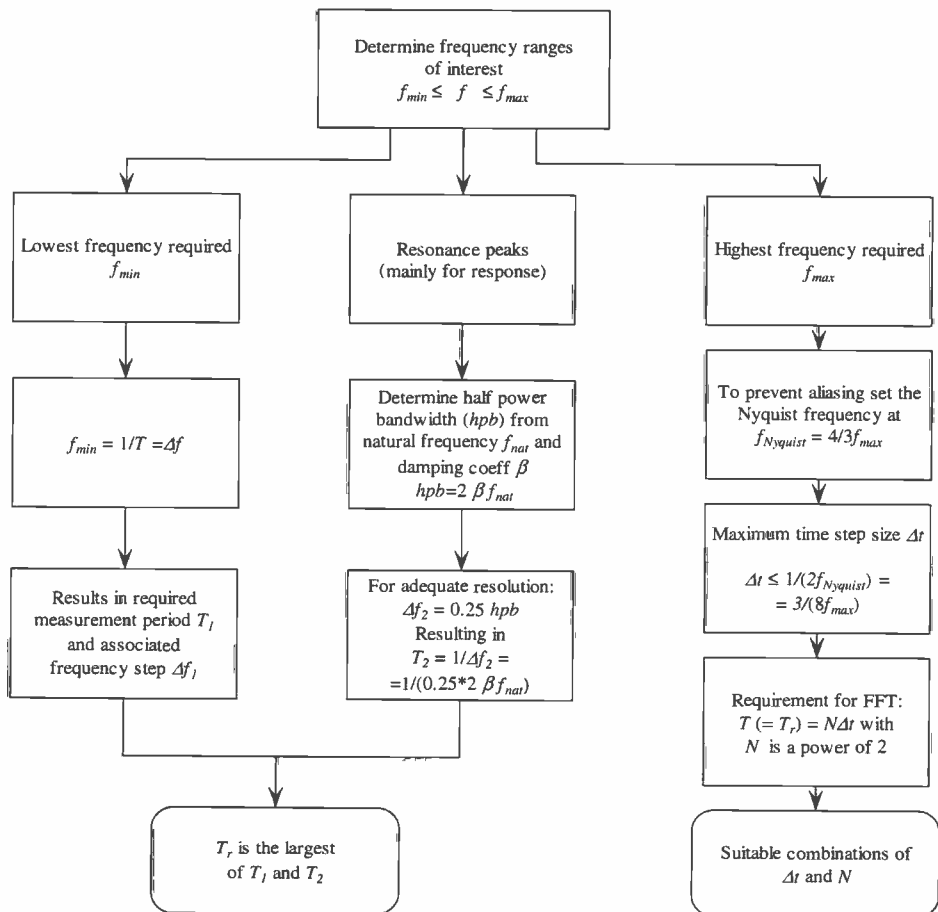 Determine frequency ranges
of interest
f_min ≤ f ≤ f_max
Lowest frequency required
f_min
f_min = 1/T = Δf
Results in required
measurement period T_1
and associated
frequency step Δf_1
Resonance peaks
(mainly for response)
Determine half power
bandwidth (hpb) from
natural frequency f_nat and
damping coeff β
hpb=2 β f_nat
For adequate resolution:
Δf_2 = 0.25 hpb
Resulting in
T_2 = 1/Δf_2 =
=1/(0.25*2 β f_nat)
T_r is the largest
of T_1 and T_2
Highest frequency required
f_max
To prevent aliasing set the
Nyquist frequency at
f_Nyquist = 4/3f_max
Maximum time step size Δt
Δt ≤ 1/(2f_Nyquist) =
= 3/(8f_max)
Requirement for FFT:
T (= T_r) = NΔt with
N is a power of 2
Suitable combinations of
Δt and N